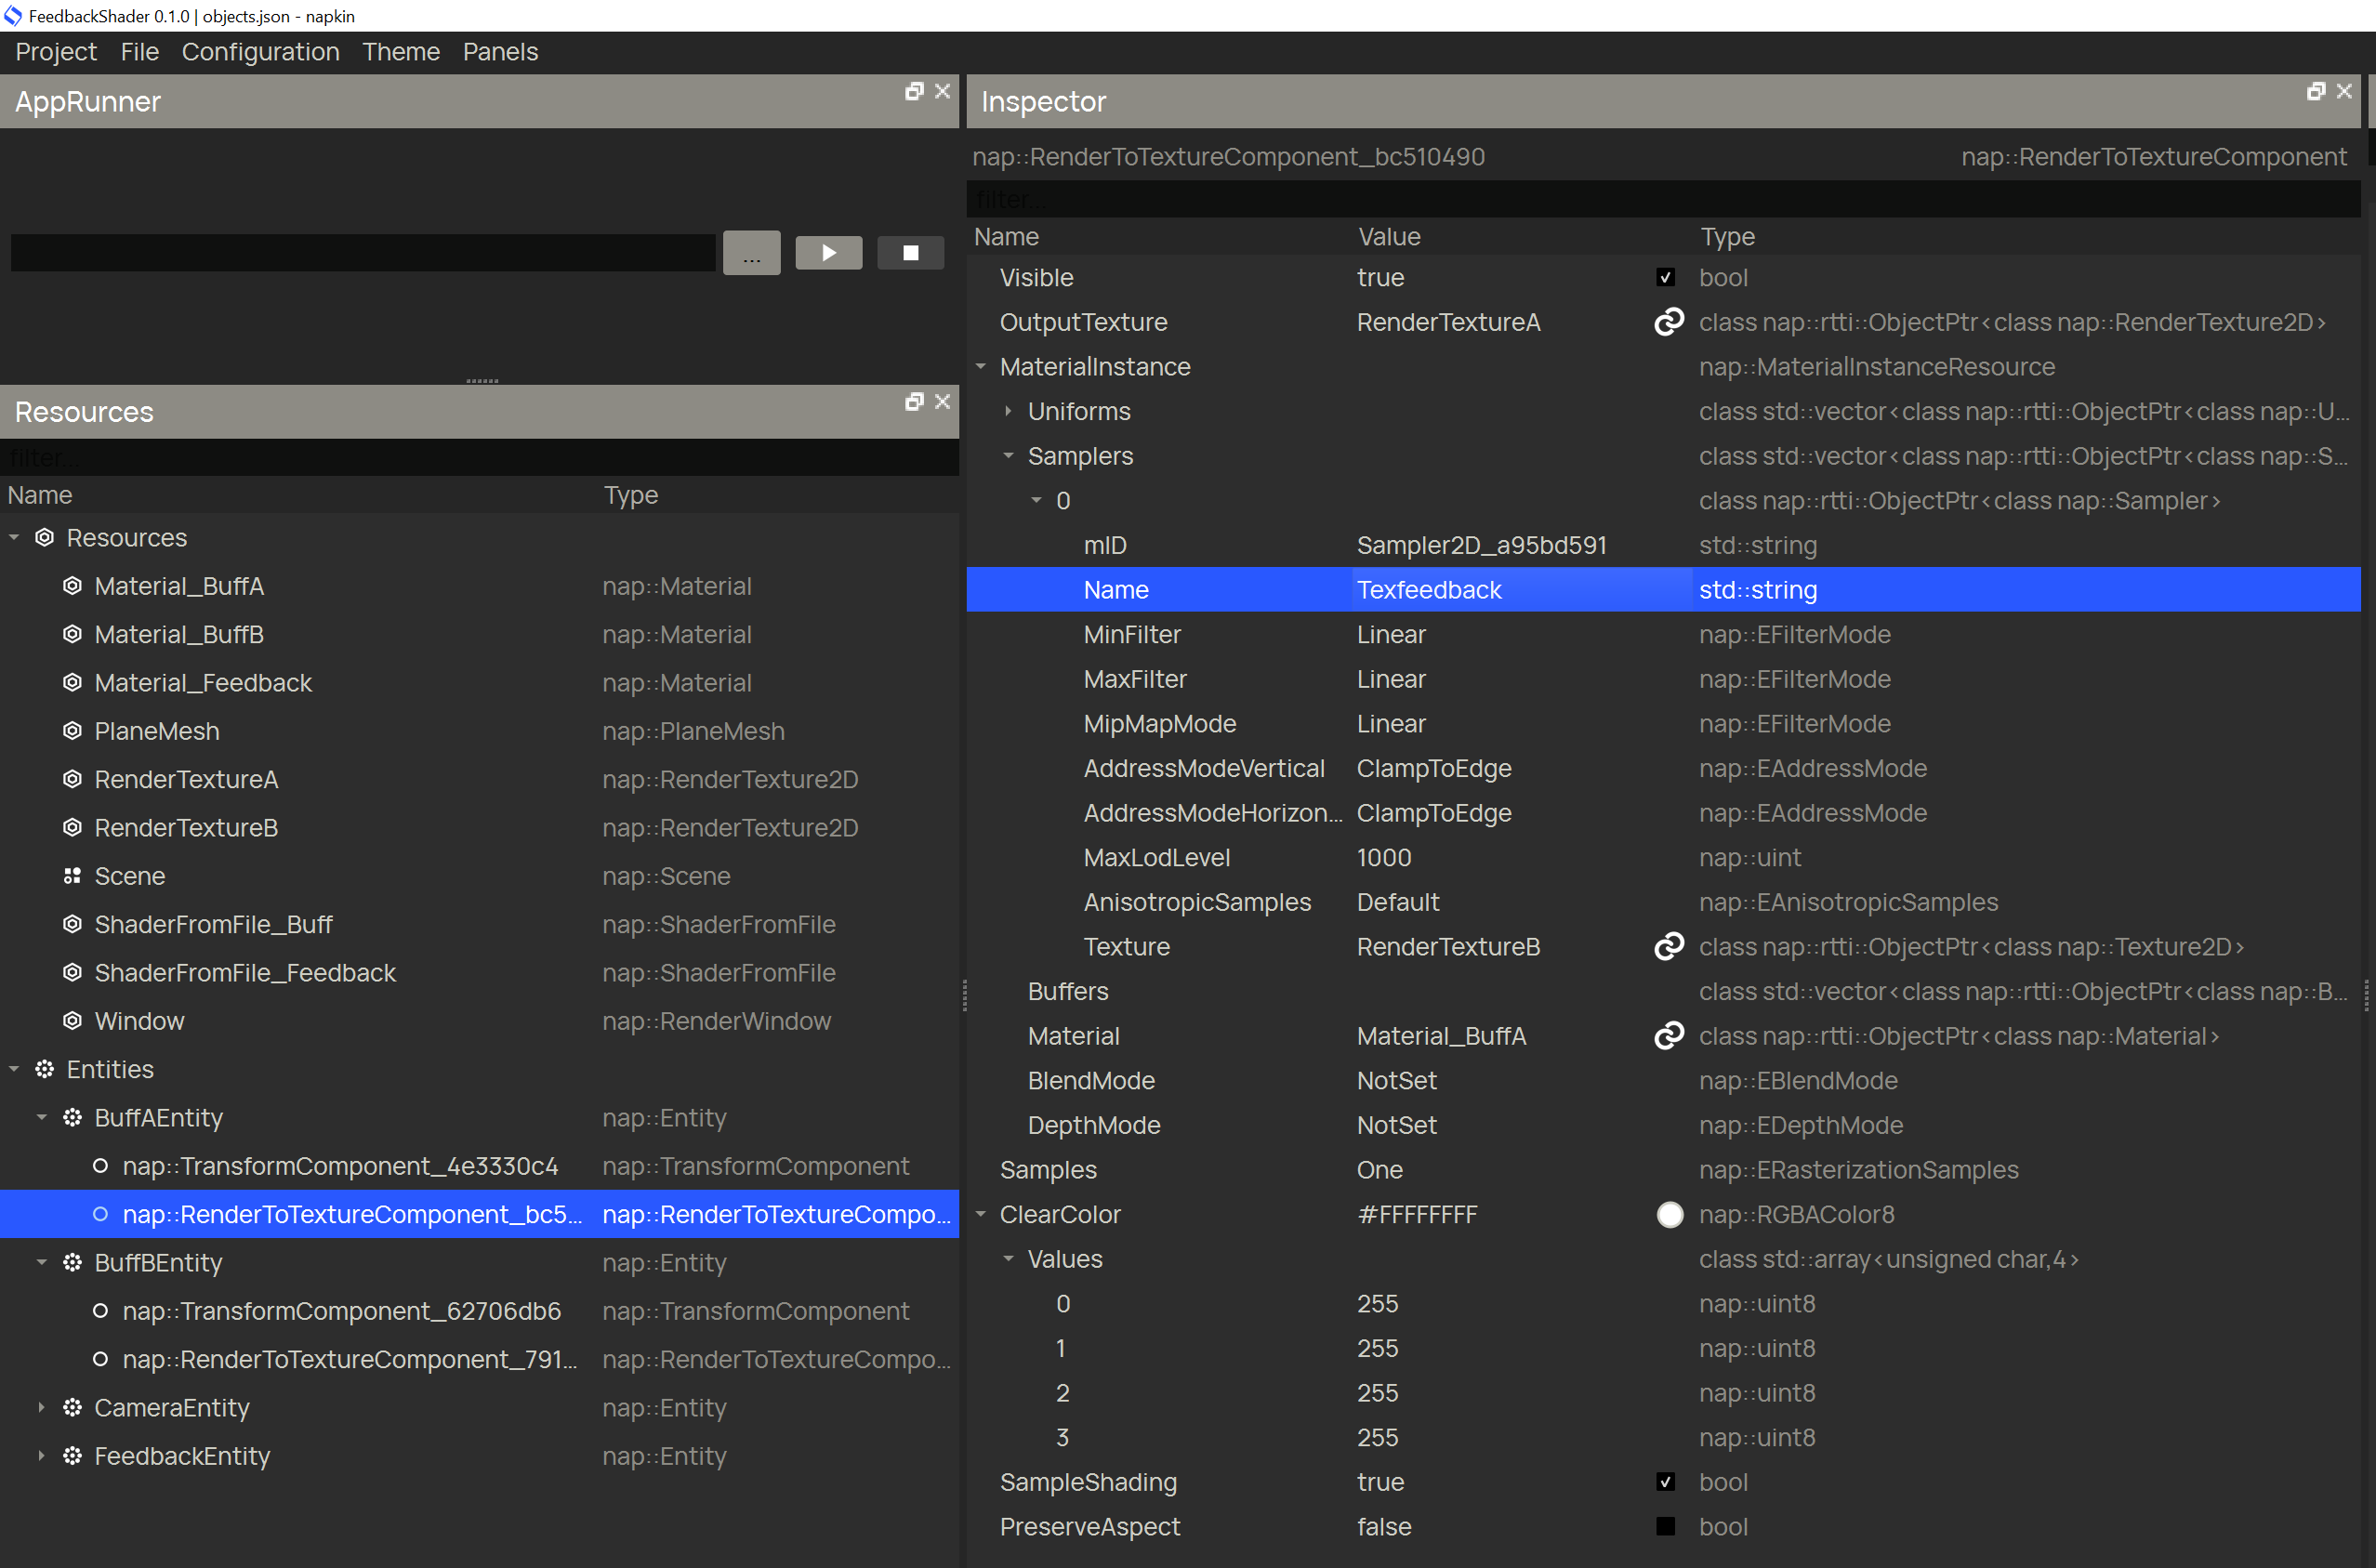 FeedbackShader 0.1.0 | objects.json - napkin
Project File Configuration Theme Panels
AppRunner
...
Resources
filter...
Name Type
Resources
Material_BuffA nap::Material
Material_BuffB nap::Material
Material_Feedback nap::Material
PlaneMesh nap::PlaneMesh
RenderTextureA nap::RenderTexture2D
RenderTextureB nap::RenderTexture2D
Scene nap::Scene
ShaderFromFile_Buff nap::ShaderFromFile
ShaderFromFile_Feedback nap::ShaderFromFile
Window nap::RenderWindow
Entities
BuffAEntity nap::Entity
nap::TransformComponent_4e3330c4 nap::TransformComponent
nap::RenderToTextureComponent_bc5... nap::RenderToTextureCompo...
BuffBEntity nap::Entity
nap::TransformComponent_62706db6 nap::TransformComponent
nap::RenderToTextureComponent_791... nap::RenderToTextureCompo...
CameraEntity nap::Entity
FeedbackEntity nap::Entity
Inspector
nap::RenderToTextureComponent_bc510490 nap::RenderToTextureComponent
filter...
Name Value Type
Visible true bool
OutputTexture RenderTextureA class nap::rtti::ObjectPtr<class nap::RenderTexture2D>
MaterialInstance nap::MaterialInstanceResource
Uniforms class std::vector<class nap::rtti::ObjectPtr<class nap::U...
Samplers class std::vector<class nap::rtti::ObjectPtr<class nap::S...
0 class nap::rtti::ObjectPtr<class nap::Sampler>
mID Sampler2D_a95bd591 std::string
Name Texfeedback std::string
MinFilter Linear nap::EFilterMode
MaxFilter Linear nap::EFilterMode
MipMapMode Linear nap::EFilterMode
AddressModeVertical ClampToEdge nap::EAddressMode
AddressModeHorizon... ClampToEdge nap::EAddressMode
MaxLodLevel 1000 nap::uint
AnisotropicSamples Default nap::EAnisotropicSamples
Texture RenderTextureB class nap::rtti::ObjectPtr<class nap::Texture2D>
Buffers class std::vector<class nap::rtti::ObjectPtr<class nap::B...
Material Material_BuffA class nap::rtti::ObjectPtr<class nap::Material>
BlendMode NotSet nap::EBlendMode
DepthMode NotSet nap::EDepthMode
Samples One nap::ERasterizationSamples
ClearColor #FFFFFFFF nap::RGBAColor8
Values class std::array<unsigned char,4>
0 255 nap::uint8
1 255 nap::uint8
2 255 nap::uint8
3 255 nap::uint8
SampleShading true bool
PreserveAspect false bool